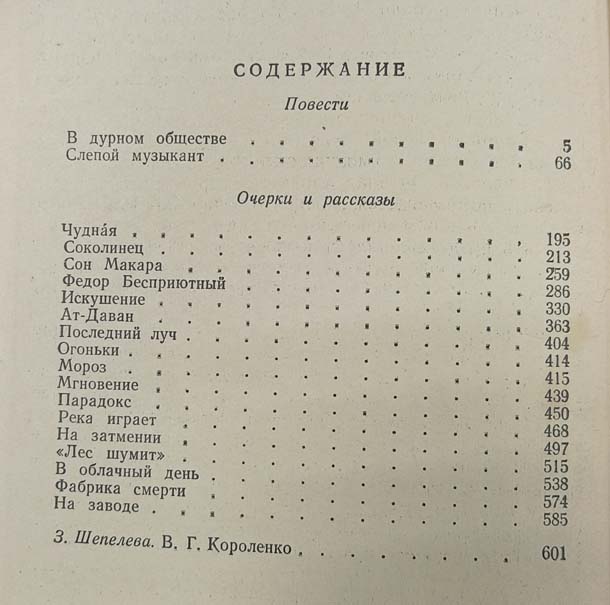 СОДЕРЖАНИЕ
Повести
В дурном обществе . . . . . . . . . . 5
Слепой музыкант . . . . . . . . . . . 66
Очерки и рассказы
Чудна́я . . . . . . . . . . . . . . 195
Соколинец . . . . . . . . . . . . . 213
Сон Макара . . . . . . . . . . . . 259
Федор Бесприютный . . . . . . . . . . 286
Искушение . . . . . . . . . . . . . 330
Ат-Даван . . . . . . . . . . . . . 363
Последний луч . . . . . . . . . . . . 404
Огоньки . . . . . . . . . . . . . . 414
Мороз . . . . . . . . . . . . . . 415
Мгновение . . . . . . . . . . . . . 439
Парадокс . . . . . . . . . . . . . 450
Река играет . . . . . . . . . . . . 468
На затмении . . . . . . . . . . . . 497
«Лес шумит» . . . . . . . . . . . . 515
В облачный день . . . . . . . . . . . 538
Фабрика смерти . . . . . . . . . . . 574
На заводе . . . . . . . . . . . . . 585
З. Шепелева. В. Г. Короленко . . . . . . . . 601